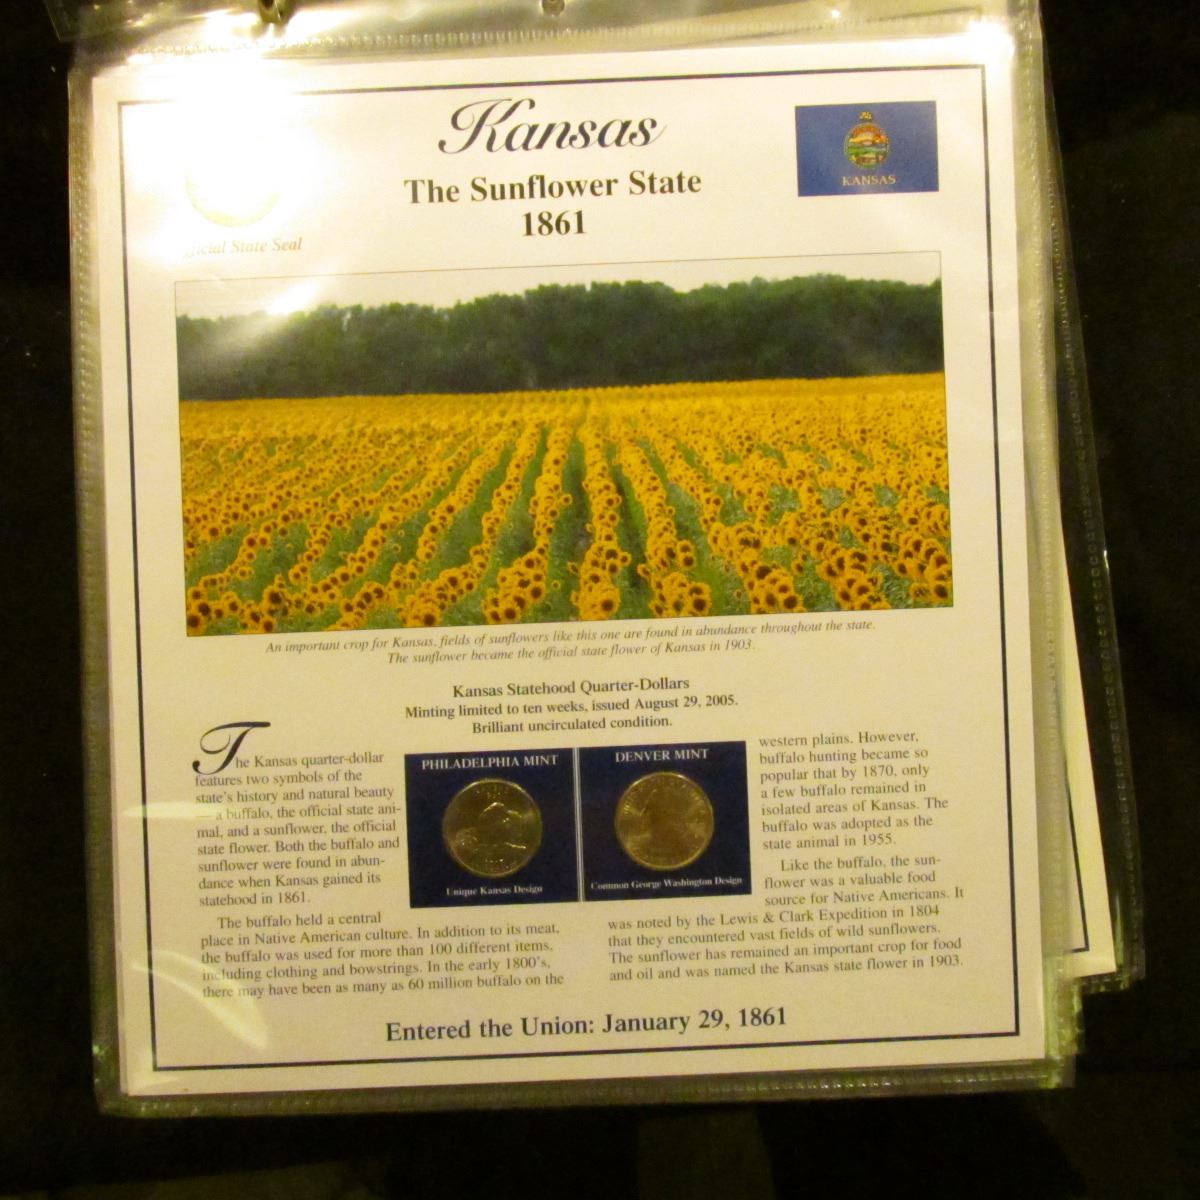 Kansas
The Sunflower State
1861
KANSAS
State Seal
An important crop for Kansas, fields of sunflowers like this one are found in abundance throughout the state.
The sunflower became the official state flower of Kansas in 1903.
Kansas Statehood Quarter-Dollars
Minting limited to ten weeks, issued August 29, 2005.
Brilliant uncirculated condition.
The Kansas quarter-dollar
features two symbols of the
state's history and natural beauty
— a buffalo, the official state ani-
mal, and a sunflower, the official
state flower. Both the buffalo and
sunflower were found in abun-
dance when Kansas gained its
statehood in 1861.
The buffalo held a central
place in Native American culture. In addition to its meat,
the buffalo was used for more than 100 different items,
including clothing and bowstrings. In the early 1800's,
there may have been as many as 60 million buffalo on the
PHILADELPHIA MINT
Unique Kansas Design
DENVER MINT
Common George Washington Design
western plains. However,
buffalo hunting became so
popular that by 1870, only
a few buffalo remained in
isolated areas of Kansas. The
buffalo was adopted as the
state animal in 1955.
Like the buffalo, the sun-
flower was a valuable food
source for Native Americans. It
was noted by the Lewis & Clark Expedition in 1804
that they encountered vast fields of wild sunflowers.
The sunflower has remained an important crop for food
and oil and was named the Kansas state flower in 1903.
Entered the Union: January 29, 1861